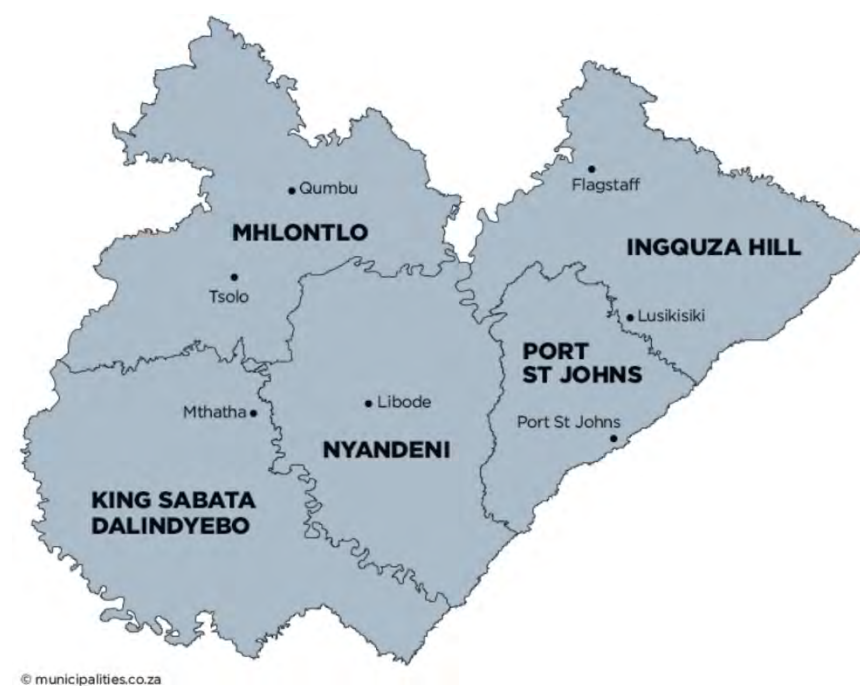 Flagstaff
Qumbu
MHLONTLO
INGQUZA HILL
Tsolo
Lusikisiki
PORT
ST JOHNS
Mthatha
Libode
Port St Johns
NYANDENI
KING SABATA
DALINDYEBO
© municipalities.co.za